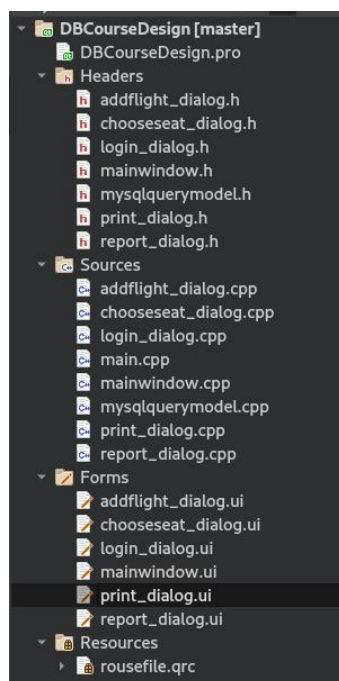 DBCourseDesign [master]
DBCourseDesign.pro
Headers
addflight_dialog.h
chooseseat_dialog.h
login_dialog.h
mainwindow.h
mysqlquerymodel.h
print_dialog.h
report_dialog.h
Sources
addflight_dialog.cpp
chooseseat_dialog.cpp
login_dialog.cpp
main.cpp
mainwindow.cpp
mysqlquerymodel.cpp
print_dialog.cpp
report_dialog.cpp
Forms
addflight_dialog.ui
chooseseat_dialog.ui
login_dialog.ui
mainwindow.ui
print_dialog.ui
report_dialog.ui
Resources
rousefile.qrc